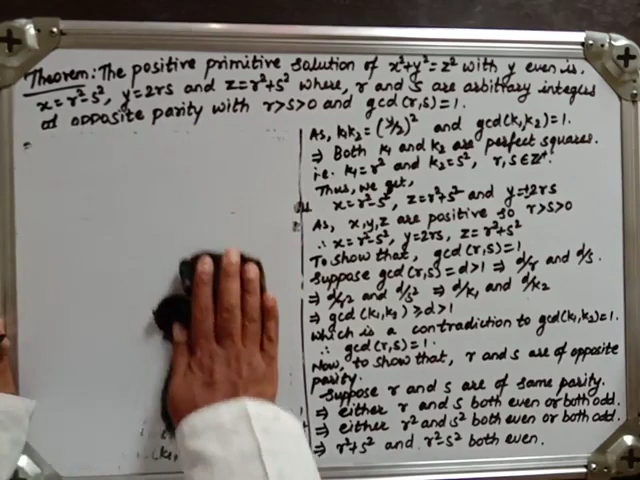 Theorem: The positive primitive solution of x²+y²=z² with y even is.
x=r²-s², y=2rs and z=r²+s² where, r and s are arbitrary integers
of opposite parity with r>s>0 and gcd(r,s)=1.
As, k₁k₂=(y/2)² and gcd(k₁,k₂)=1.
⇒ Both k₁ and k₂ are perfect squares.
i.e. k₁=r² and k₂=s², r,s∈Z⁺.
Thus, we get,
x=r²-s², z=r²+s² and y=±2rs
As, x,y,z are positive so r>s>0
∴ x=r²-s², y=2rs, z=r²+s²
To show that, gcd(r,s)=1
Suppose gcd(r,s)=d>1 ⇒ d/r and d/s.
⇒ d/r² and d/s² ⇒ d/k₁ and d/k₂
⇒ gcd(k₁,k₂) ≥ d>1
which is a contradiction to gcd(k₁,k₂)=1.
∴ gcd(r,s)=1.
Now, to show that, r and s are of opposite
parity.
Suppose r and s are of same parity.
⇒ either r and s both even or both odd.
⇒ either r² and s² both even or both odd.
⇒ r²+s² and r²-s² both even.